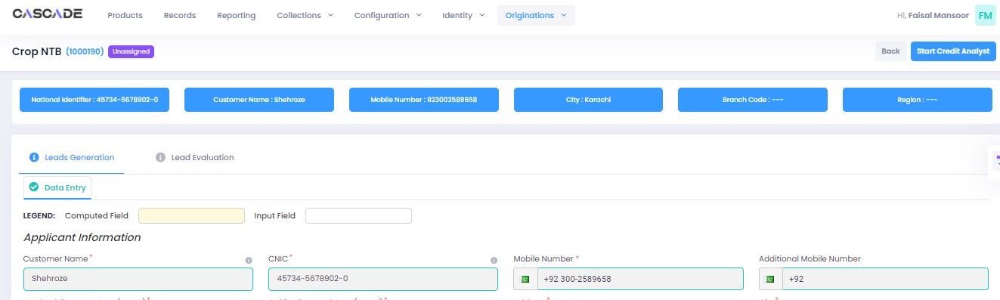 CASCADE Products Records Reporting Collections Configuration Identity Originations Hi, Faisal Mansoor FM
Crop NTB (1000190) Unassigned Back Start Credit Analyst
National Identifier : 45734-5678902-0 Customer Name : Shehroze Mobile Number : 923002589658 City : Karachi Branch Code : --- Region : ---
Leads Generation Lead Evaluation
Data Entry
LEGEND: Computed Field Input Field
Applicant Information
Customer Name * CNIC * Mobile Number * Additional Mobile Number
Shehroze 45734-5678902-0 +92 300-2589658 +92